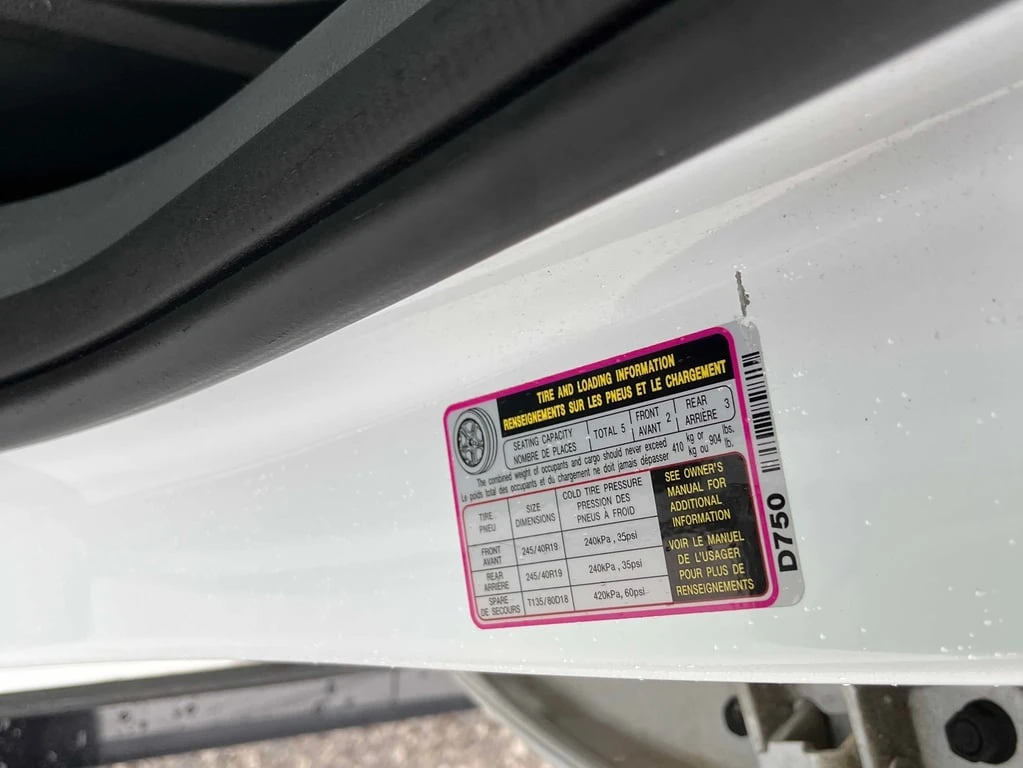 TIRE AND LOADING INFORMATION
RENSEIGNEMENTS SUR LES PNEUS ET LE CHARGEMENT
SEATING CAPACITY
NOMBRE DE PLACES
TOTAL 5
FRONT
AVANT 2
REAR
ARRIÈRE 3
The combined weight of occupants and cargo should never exceed 410 kg or 904 lbs.
Le poids total des occupants et du chargement ne doit jamais dépasser kg ou lb.
TIRE
PNEU
SIZE
DIMENSIONS
COLD TIRE PRESSURE
PRESSION DES
PNEUS À FROID
FRONT
AVANT
245/40R19
240kPa , 35psi
REAR
ARRIÈRE
245/40R19
240kPa , 35psi
SPARE
DE SECOURS
T135/80D18
420kPa, 60psi
SEE OWNER'S
MANUAL FOR
ADDITIONAL
INFORMATION
VOIR LE MANUEL
DE L'USAGER
POUR PLUS DE
RENSEIGNEMENTS
D750